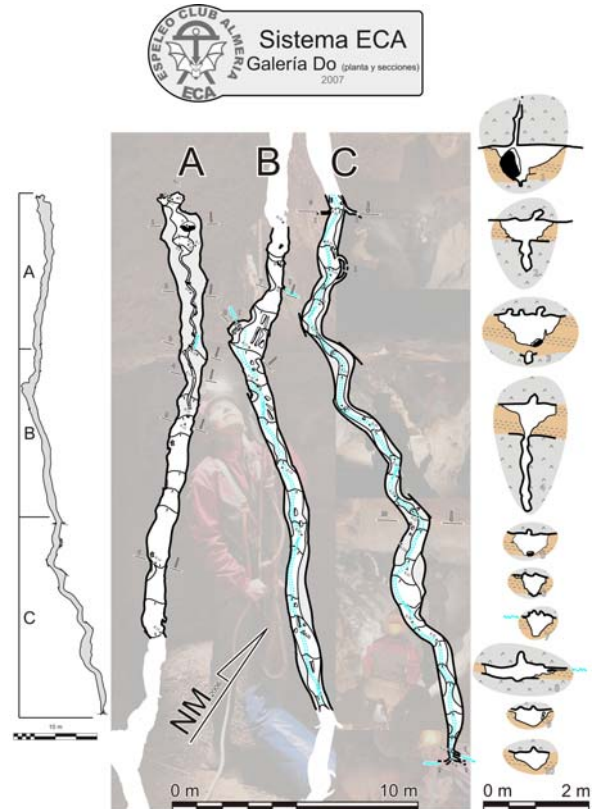 ESPELEO CLUB ALMERIA
ECA
Sistema ECA
Galería Do (planta y secciones)
2007
A
B
C
A
B
C
NM
10 m
0 m 10 m
0 m 2 m